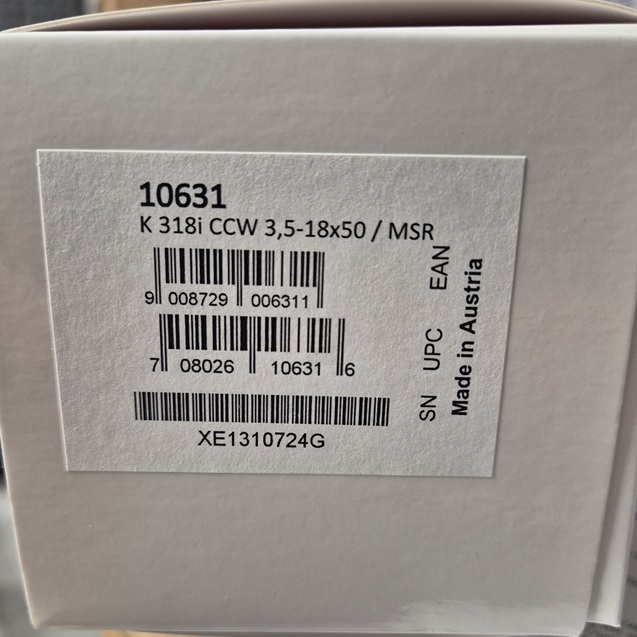 10631
K 318i CCW 3,5-18x50 / MSR
9 008729 006311
EAN
7 08026 10631 6
UPC
XE1310724G
SN
Made in Austria